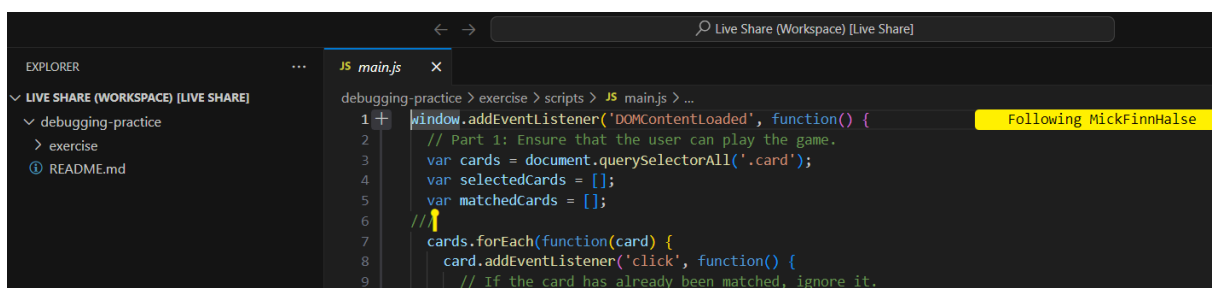 Live Share (Workspace) [Live Share]
EXPLORER
LIVE SHARE (WORKSPACE) [LIVE SHARE]
debugging-practice
exercise
README.md
JS main.js
debugging-practice > exercise > scripts > JS main.js > ...
1 window.addEventListener('DOMContentLoaded', function() {
Following MickFinnHalse
2 // Part 1: Ensure that the user can play the game.
3 var cards = document.querySelectorAll('.card');
4 var selectedCards = [];
5 var matchedCards = [];
6 ///
7 cards.forEach(function(card) {
8 card.addEventListener('click', function() {
9 // If the card has already been matched, ignore it.